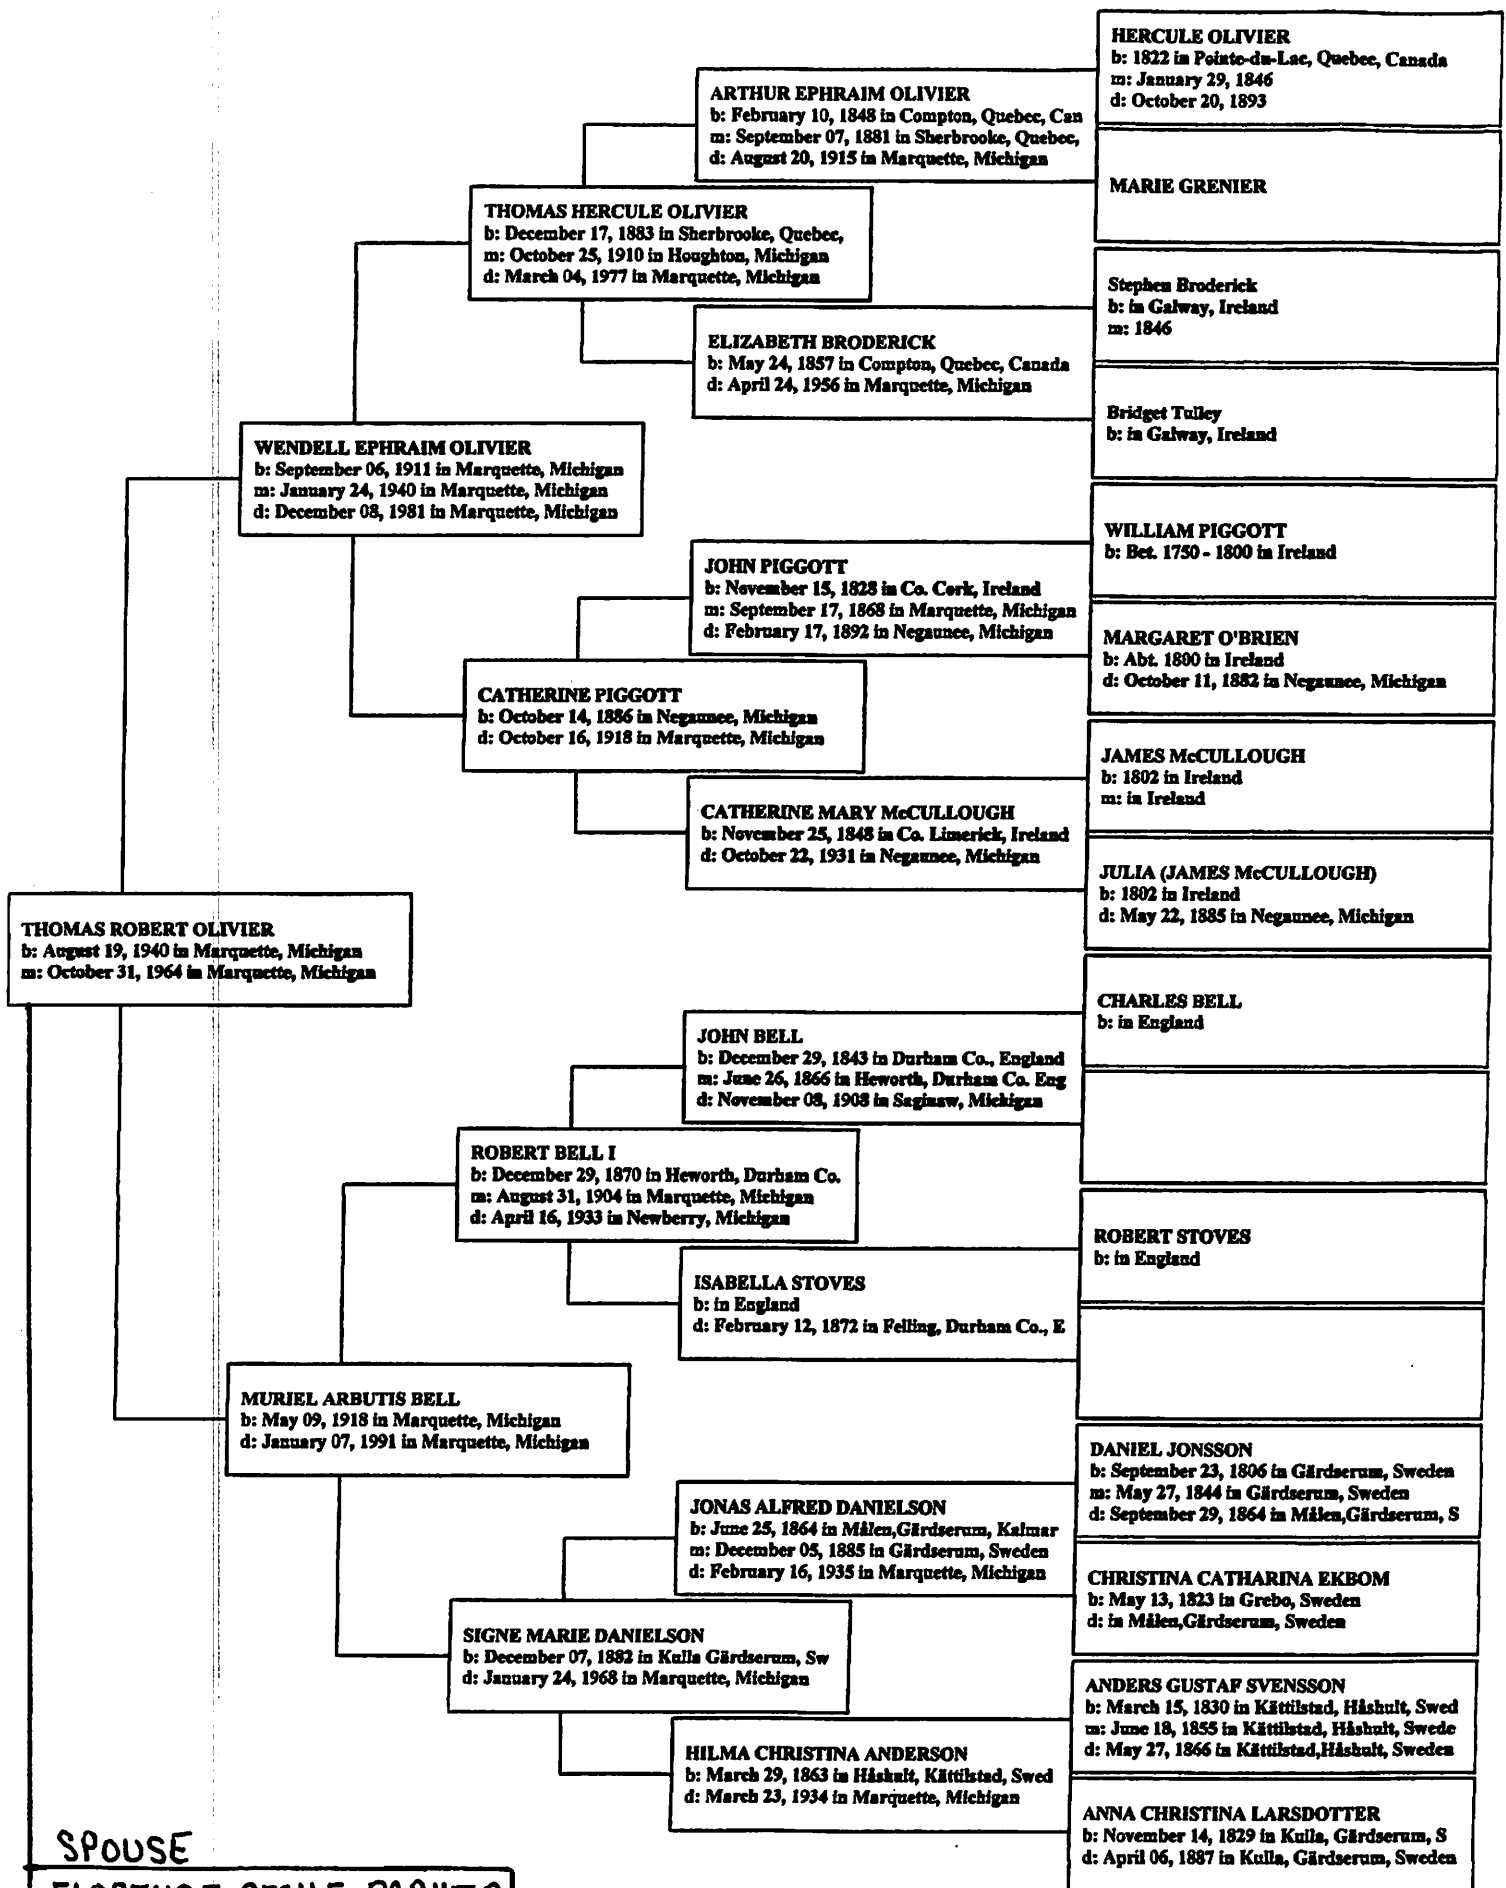 HERCULE OLIVIER
b: 1822 in Pointe-du-Lac, Quebec, Canada
m: January 29, 1846
d: October 20, 1893
ARTHUR EPHRAIM OLIVIER
b: February 10, 1848 in Compton, Quebec, Can
m: September 07, 1881 in Sherbrooke, Quebec,
d: August 20, 1915 in Marquette, Michigan
MARIE GRENIER
THOMAS HERCULE OLIVIER
b: December 17, 1883 in Sherbrooke, Quebec,
m: October 25, 1910 in Houghton, Michigan
d: March 04, 1977 in Marquette, Michigan
Stephen Broderick
b: in Galway, Ireland
m: 1846
ELIZABETH BRODERICK
b: May 24, 1857 in Compton, Quebec, Canada
d: April 24, 1956 in Marquette, Michigan
Bridget Tulley
b: in Galway, Ireland
WENDELL EPHRAIM OLIVIER
b: September 06, 1911 in Marquette, Michigan
m: January 24, 1940 in Marquette, Michigan
d: December 08, 1981 in Marquette, Michigan
WILLIAM PIGGOTT
b: Bet. 1750 - 1800 in Ireland
JOHN PIGGOTT
b: November 15, 1828 in Co. Cork, Ireland
m: September 17, 1868 in Marquette, Michigan
d: February 17, 1892 in Negaunee, Michigan
MARGARET O'BRIEN
b: Abt. 1800 in Ireland
d: October 11, 1882 in Negaunee, Michigan
CATHERINE PIGGOTT
b: October 14, 1886 in Negaunee, Michigan
d: October 16, 1918 in Marquette, Michigan
JAMES McCULLOUGH
b: 1802 in Ireland
m: in Ireland
CATHERINE MARY McCULLOUGH
b: November 25, 1848 in Co. Limerick, Ireland
d: October 22, 1931 in Negaunee, Michigan
JULIA (JAMES McCULLOUGH)
b: 1802 in Ireland
d: May 22, 1885 in Negaunee, Michigan
THOMAS ROBERT OLIVIER
b: August 19, 1940 in Marquette, Michigan
m: October 31, 1964 in Marquette, Michigan
CHARLES BELL
b: in England
JOHN BELL
b: December 29, 1843 in Durham Co., England
m: June 26, 1866 in Heworth, Durham Co. Eng
d: November 08, 1908 in Saginaw, Michigan
ROBERT BELL I
b: December 29, 1870 in Heworth, Durham Co.
m: August 31, 1904 in Marquette, Michigan
d: April 16, 1933 in Newberry, Michigan
ROBERT STOVES
b: in England
ISABELLA STOVES
b: in England
d: February 12, 1872 in Felling, Durham Co., E
MURIEL ARBUTIS BELL
b: May 09, 1918 in Marquette, Michigan
d: January 07, 1991 in Marquette, Michigan
DANIEL JONSSON
b: September 23, 1806 in Gärdserum, Sweden
m: May 27, 1844 in Gärdserum, Sweden
d: September 29, 1864 in Målen,Gärdserum, S
JONAS ALFRED DANIELSON
b: June 25, 1864 in Målen,Gärdserum, Kalmar
m: December 05, 1885 in Gärdserum, Sweden
d: February 16, 1935 in Marquette, Michigan
CHRISTINA CATHARINA EKBOM
b: May 13, 1823 in Grebo, Sweden
d: in Målen,Gärdserum, Sweden
SIGNE MARIE DANIELSON
b: December 07, 1882 in Kulla Gärdserum, Sw
d: January 24, 1968 in Marquette, Michigan
ANDERS GUSTAF SVENSSON
b: March 15, 1830 in Kättilstad, Håshult, Swed
m: June 18, 1855 in Kättilstad, Håshult, Swede
d: May 27, 1866 in Kättilstad,Håshult, Sweden
HILMA CHRISTINA ANDERSON
b: March 29, 1863 in Håshult, Kättilstad, Swed
d: March 23, 1934 in Marquette, Michigan
ANNA CHRISTINA LARSDOTTER
b: November 14, 1829 in Kulla, Gärdserum, S
d: April 06, 1887 in Kulla, Gärdserum, Sweden
SPOUSE